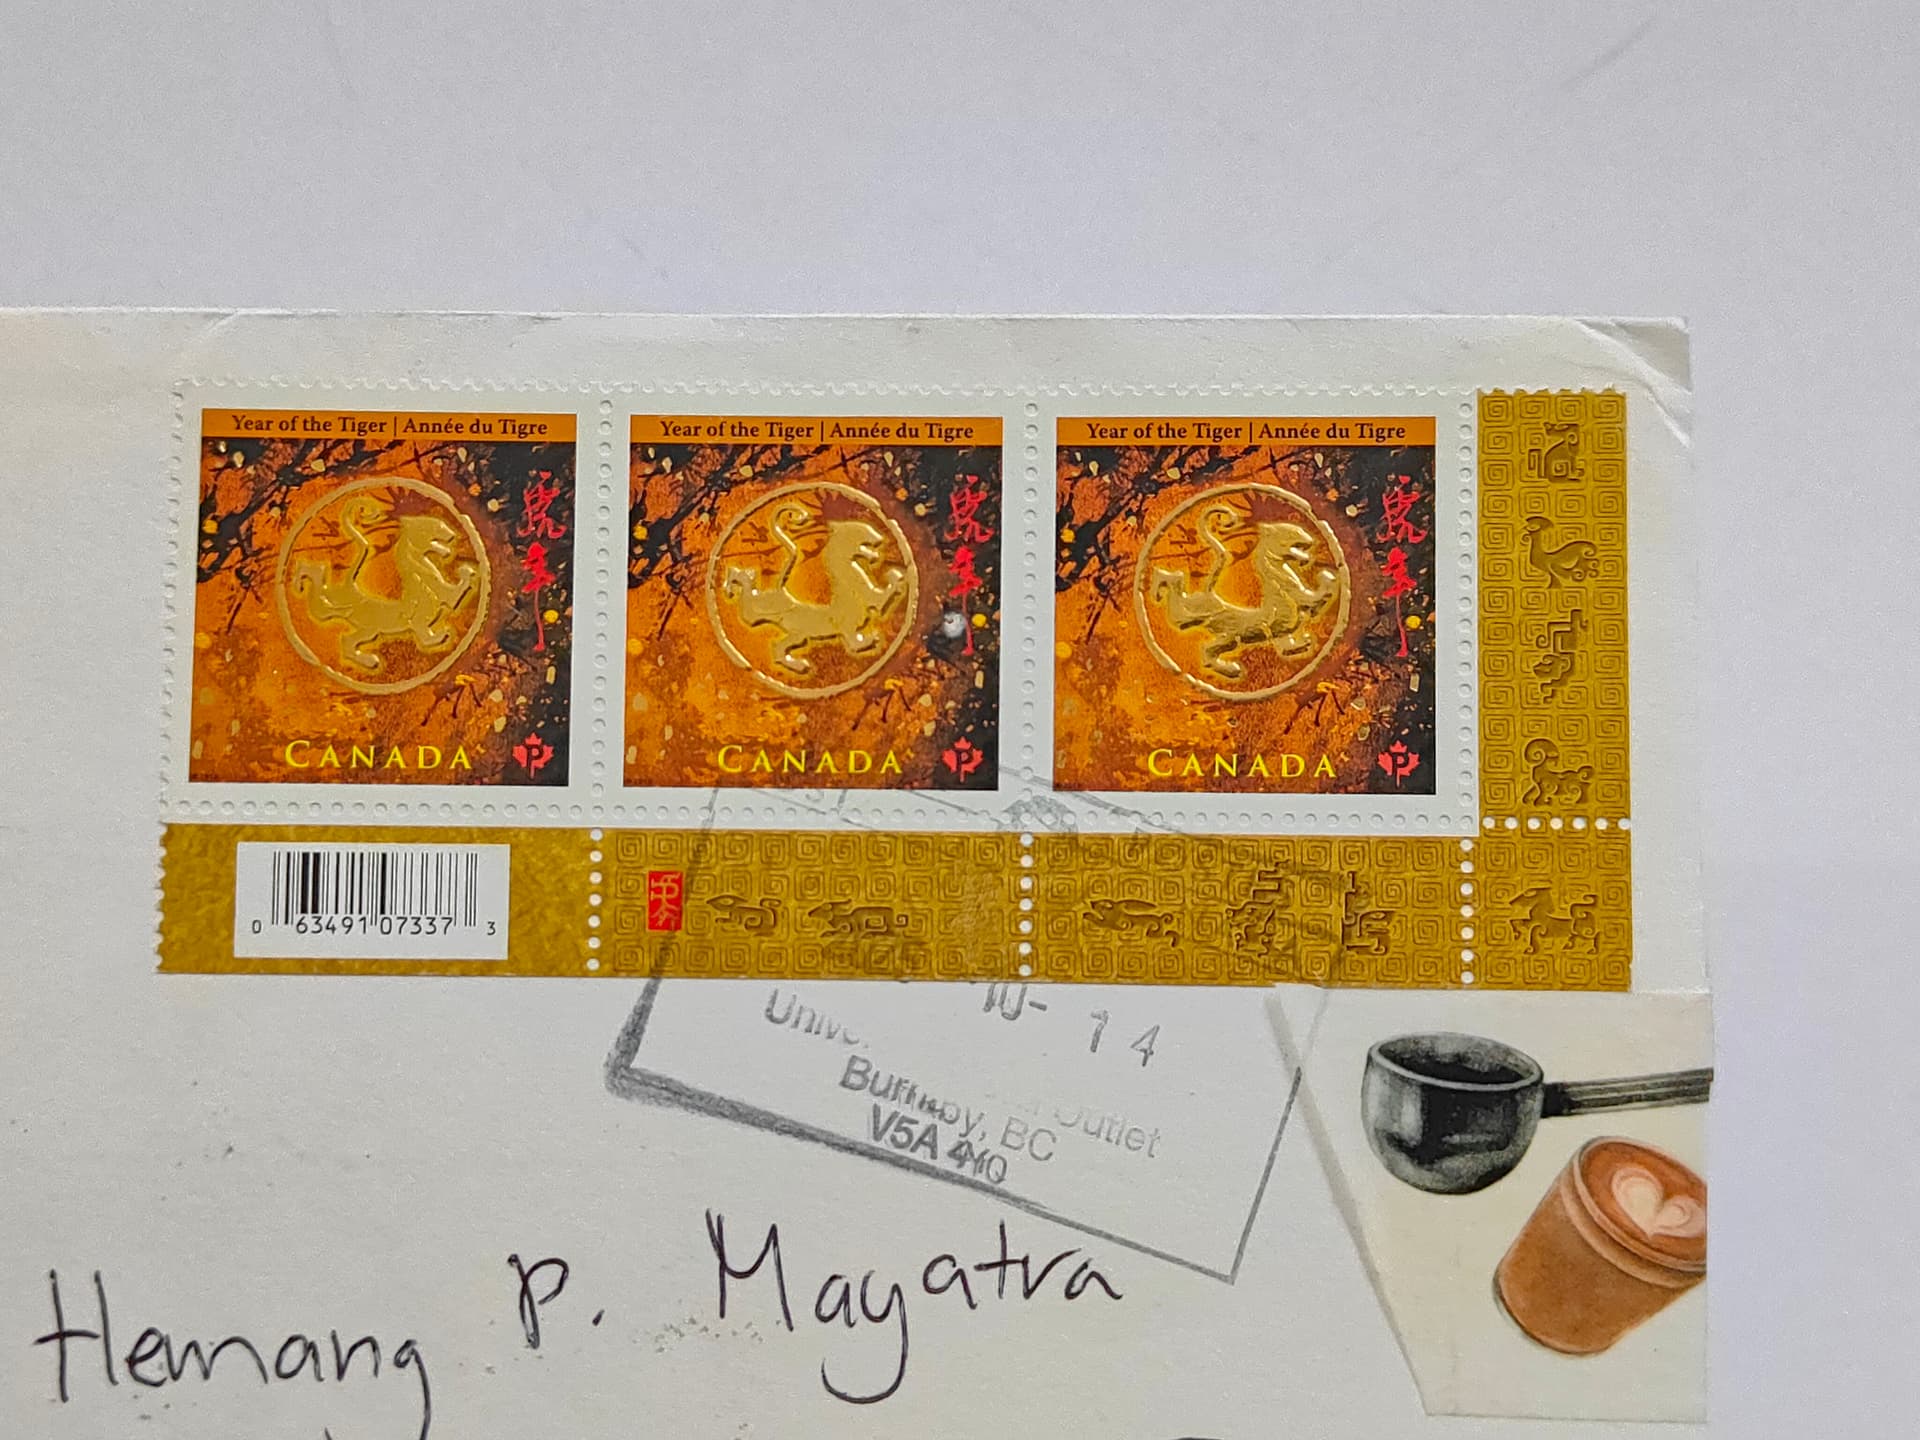 Year of the Tiger | Année du Tigre
虎年
CANADA
P
Year of the Tiger | Année du Tigre
虎年
CANADA
P
Year of the Tiger | Année du Tigre
虎年
CANADA
P
0 63491 07337 3
10- 14
Outlet
Burnaby, BC
V5A 4Y0
Hemang P. Mayatra